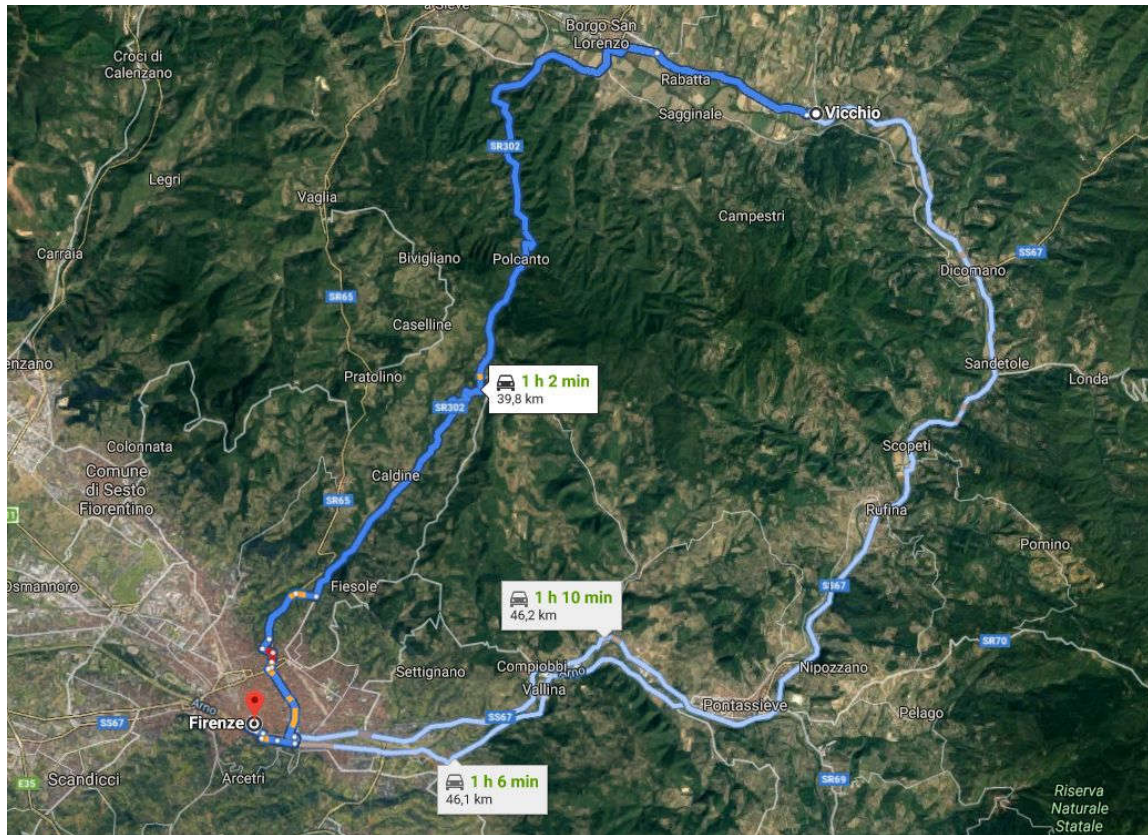 a Sieve
Borgo San
Lorenzo
Croci di
Calenzano
Rabatta
Sagginale
Vicchio
SR302
Legri
Vaglia
Campestri
Carraia
Bivigliano
Polcanto
SS67
Dicomano
SR65
Caselline
enzano
Pratolino
1 h 2 min
39,8 km
Sandetole
Londa
SR302
Colonnata
Scopeti
Comune
di Sesto
Fiorentino
Caldine
SR65
Rufina
Pomino
Osmannoro
Fiesole
SS67
1 h 10 min
46,2 km
SR70
Settignano
Compiobbi
Arno
Vallina
Nipozzano
Pontassieve
Pelago
Arno
SS67
Firenze
SS67
Arcetri
Scandicci
E35
1 h 6 min
46,1 km
SR69
Riserva
Naturale
Statale